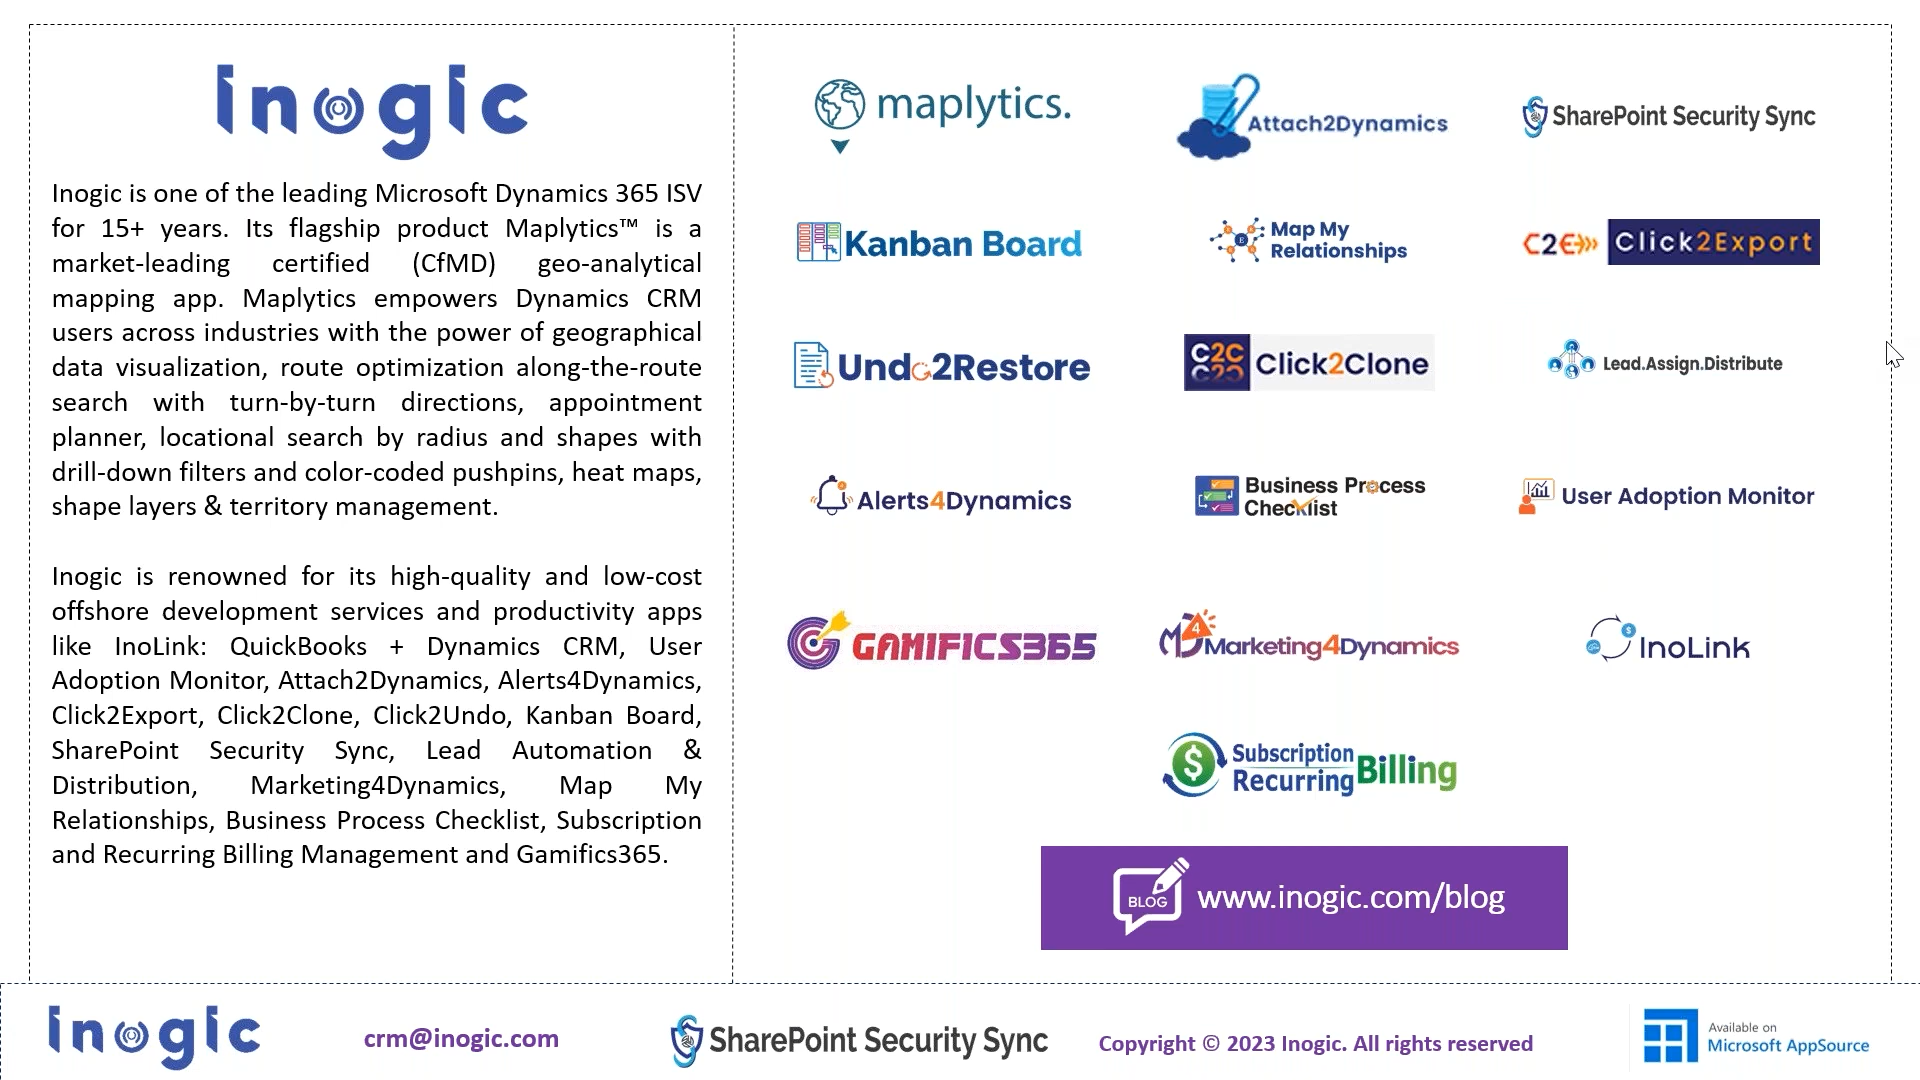 inogic
Inogic is one of the leading Microsoft Dynamics 365 ISV
for 15+ years. Its flagship product Maplytics™ is a
market-leading certified (CfMD) geo-analytical
mapping app. Maplytics empowers Dynamics CRM
users across industries with the power of geographical
data visualization, route optimization along-the-route
search with turn-by-turn directions, appointment
planner, locational search by radius and shapes with
drill-down filters and color-coded pushpins, heat maps,
shape layers & territory management.
Inogic is renowned for its high-quality and low-cost
offshore development services and productivity apps
like InoLink: QuickBooks + Dynamics CRM, User
Adoption Monitor, Attach2Dynamics, Alerts4Dynamics,
Click2Export, Click2Clone, Click2Undo, Kanban Board,
SharePoint Security Sync, Lead Automation &
Distribution, Marketing4Dynamics, Map My
Relationships, Business Process Checklist, Subscription
and Recurring Billing Management and Gamifics365.
maplytics.
Attach2Dynamics
SharePoint Security Sync
Kanban Board
Map My
Relationships
C2E Click2Export
Undo2Restore
C2C Click2Clone
Lead.Assign.Distribute
Alerts4Dynamics
Business Process
Checklist
User Adoption Monitor
GAMIFICS365
M4D Marketing4Dynamics
InoLink
Subscription
Recurring Billing
BLOG www.inogic.com/blog
inogic
crm@inogic.com
SharePoint Security Sync
Copyright © 2023 Inogic. All rights reserved
Available on
Microsoft AppSource